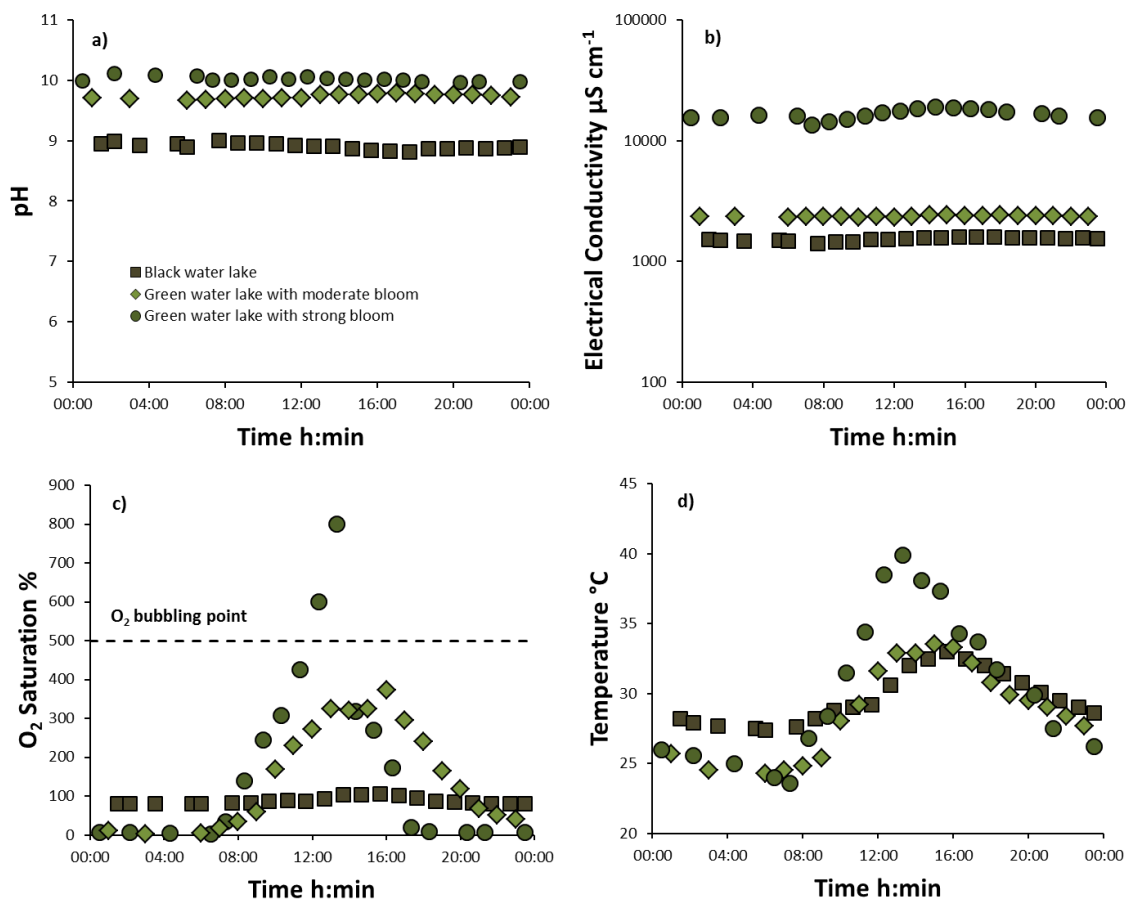 a)
11
10
9
8
7
6
5
pH
Black water lake
Green water lake with moderate bloom
Green water lake with strong bloom
00:00 04:00 08:00 12:00 16:00 20:00 00:00
Time h:min
b)
100000
10000
1000
100
Electrical Conductivity µS cm-1
00:00 04:00 08:00 12:00 16:00 20:00 00:00
Time h:min
c)
900
800
700
600
500
400
300
200
100
0
O2 Saturation %
O2 bubbling point
00:00 04:00 08:00 12:00 16:00 20:00 00:00
Time h:min
d)
45
40
35
30
25
20
Temperature °C
00:00 04:00 08:00 12:00 16:00 20:00 00:00
Time h:min